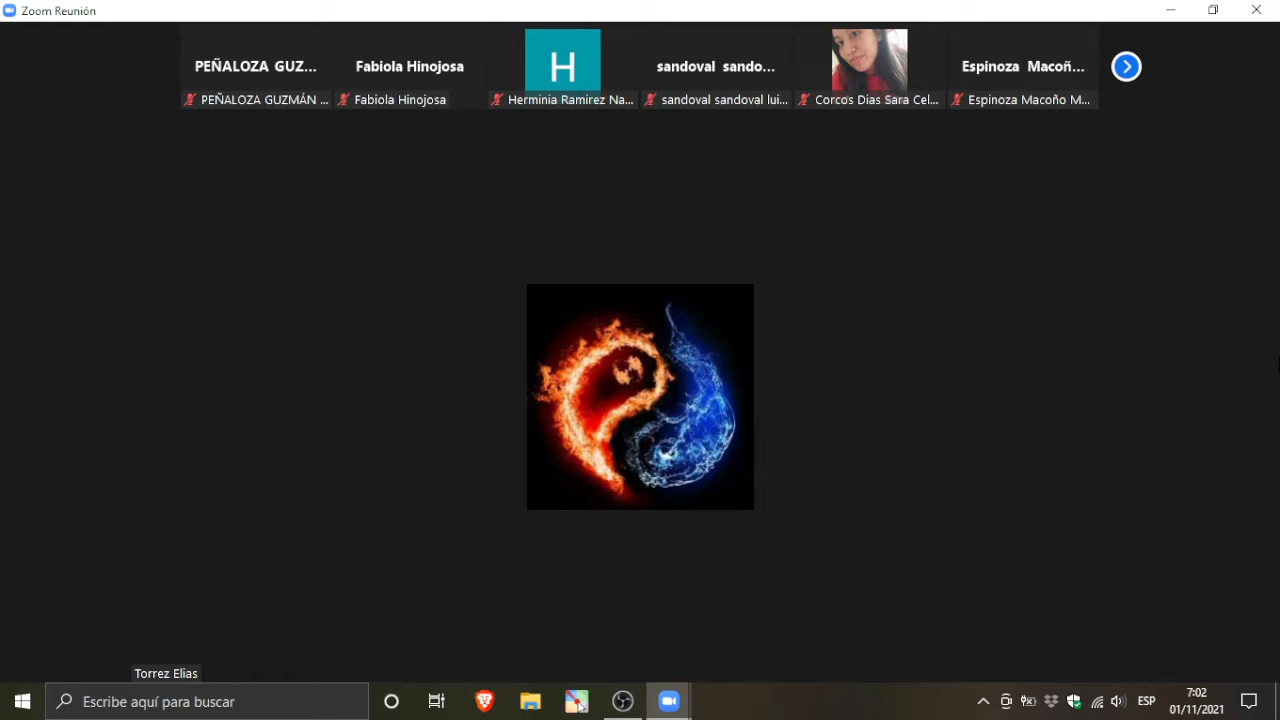 Zoom Reunión
PEÑALOZA GUZ...
Fabiola Hinojosa
H
sandoval sando...
Espinoza Macoñ...
PEÑALOZA GUZMÁN ...
Fabiola Hinojosa
Herminia Ramirez Na...
sandoval sandoval lui...
Corcos Dias Sara Cel...
Espinoza Macoño M...
Torrez Elias
Escribe aquí para buscar
ESP
7:02
01/11/2021